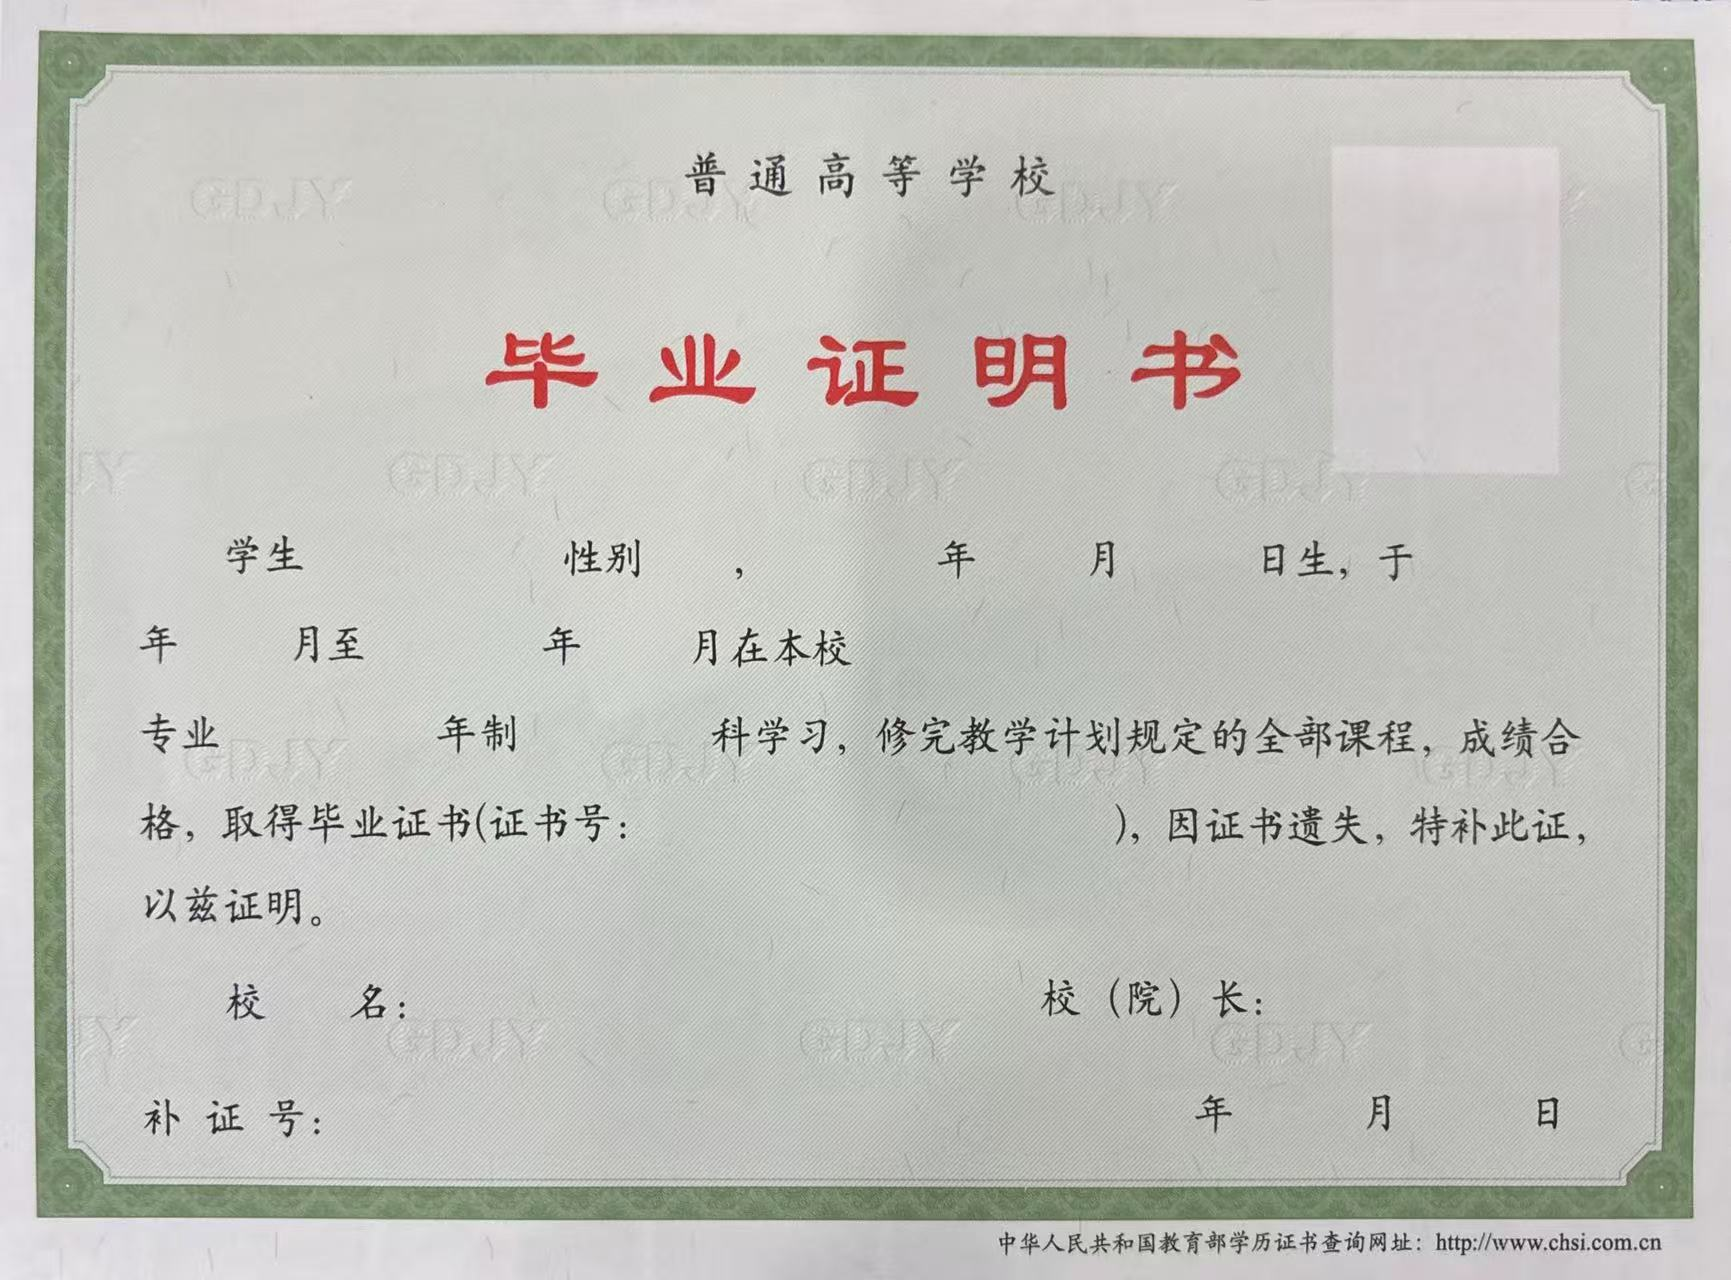 普通高等学校
毕业证明书
学生 性别 , 年 月 日生，于
年 月至 年 月在本校
专业 年制 科学习，修完教学计划规定的全部课程，成绩合
格，取得毕业证书(证书号： )，因证书遗失，特补此证，
以兹证明。
校 名： 校（院）长：
补 证 号： 年 月 日
中华人民共和国教育部学历证书查询网址：http://www.chsi.com.cn
GDJY